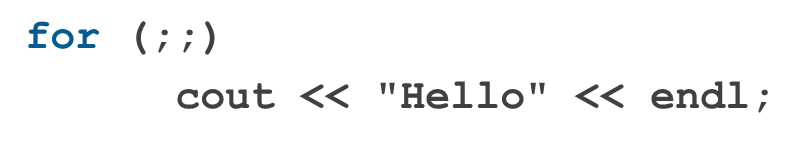 for (;;)
cout << "Hello" << endl;